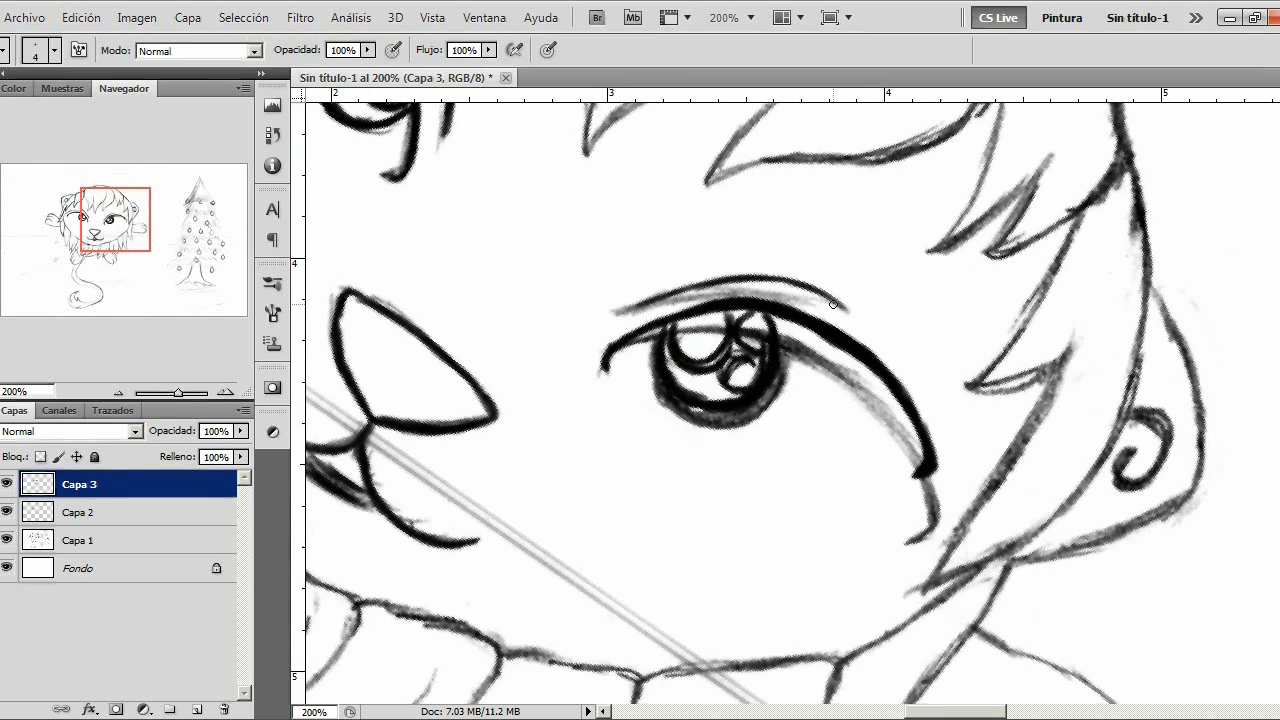 Archivo Edición Imagen Capa Selección Filtro Análisis 3D Vista Ventana Ayuda Br Mb 200% CS Live Pintura Sin título-1
4 Modo: Normal Opacidad: 100% Flujo: 100%
Color Muestras Navegador
Sin título-1 al 200% (Capa 3, RGB/8) *
2 3 4 5
4
5
200%
Capas Canales Trazados
Normal Opacidad: 100%
Bloq.: Relleno: 100%
Capa 3
Capa 2
Capa 1
Fondo
200% Doc: 7.03 MB/11.2 MB